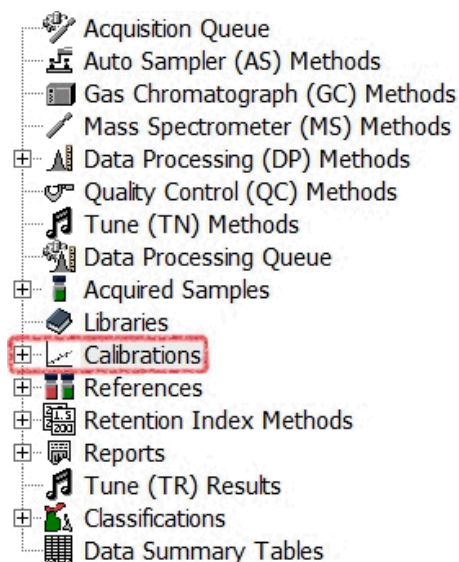 Acquisition Queue
Auto Sampler (AS) Methods
Gas Chromatograph (GC) Methods
Mass Spectrometer (MS) Methods
Data Processing (DP) Methods
Quality Control (QC) Methods
Tune (TN) Methods
Data Processing Queue
Acquired Samples
Libraries
Calibrations
References
Retention Index Methods
Reports
Tune (TR) Results
Classifications
Data Summary Tables